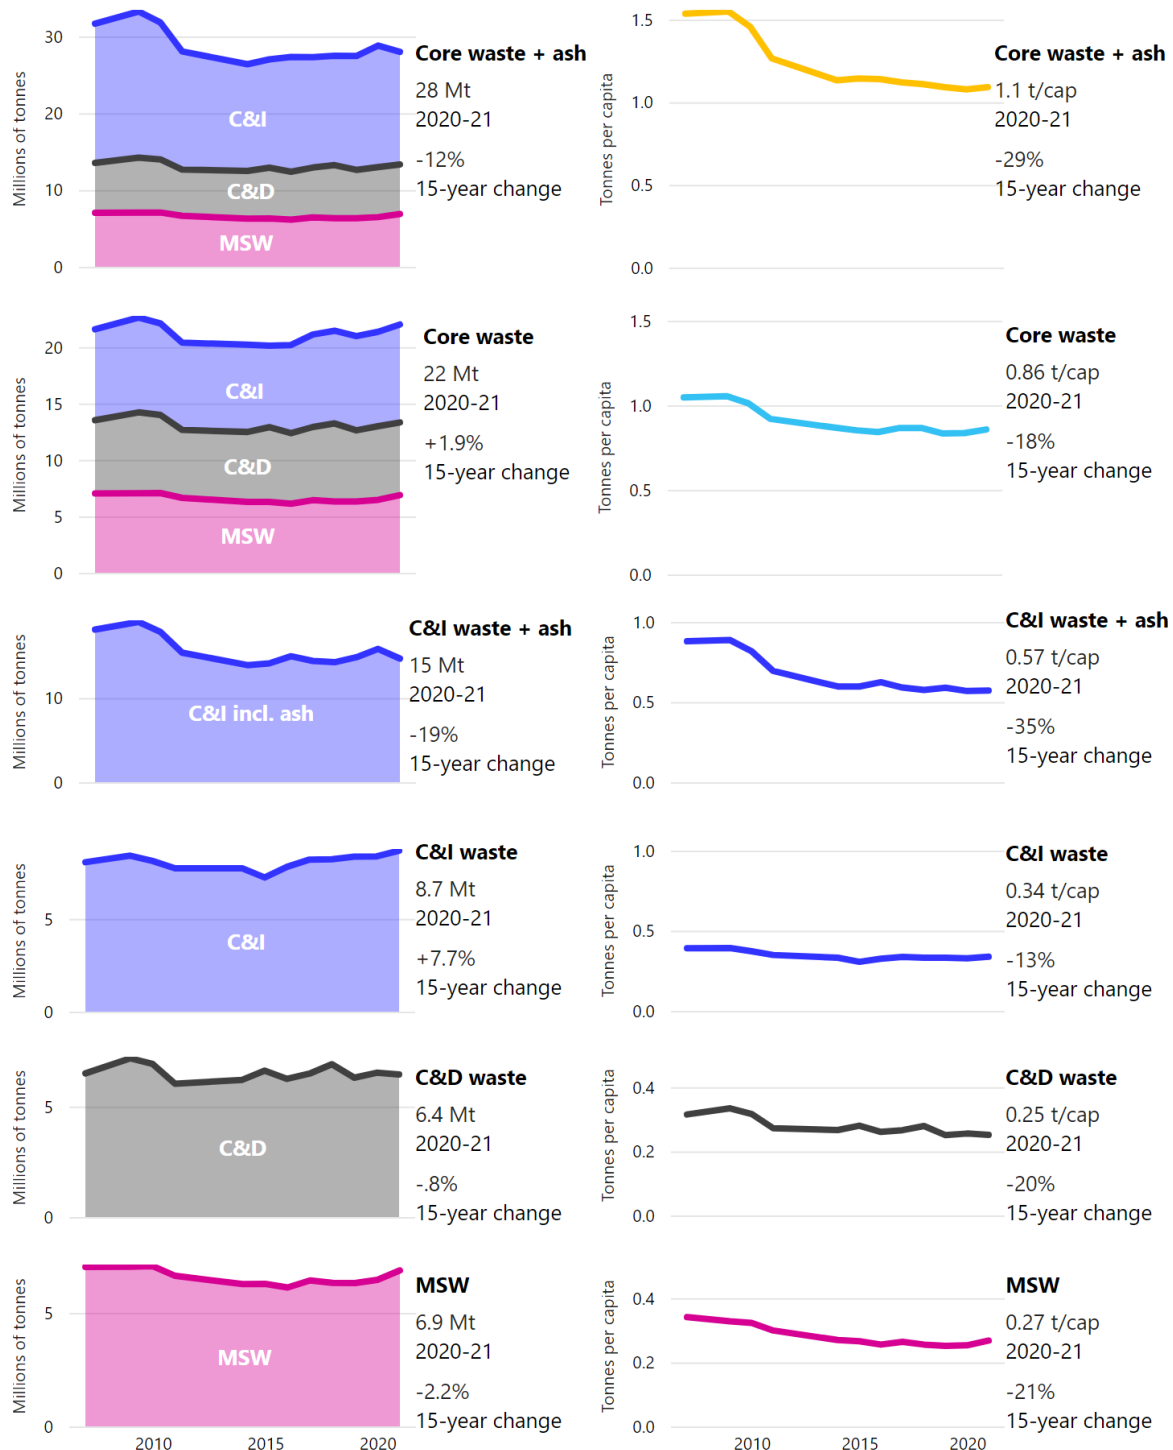 Millions of tonnes
30
20
10
0
C&I
C&D
MSW
Core waste + ash
28 Mt
2020-21
-12%
15-year change
Tonnes per capita
1.5
1.0
0.5
0.0
Core waste + ash
1.1 t/cap
2020-21
-29%
15-year change
Millions of tonnes
20
15
10
5
0
C&I
C&D
MSW
Core waste
22 Mt
2020-21
+1.9%
15-year change
Tonnes per capita
1.5
1.0
0.5
0.0
Core waste
0.86 t/cap
2020-21
-18%
15-year change
Millions of tonnes
10
0
C&I incl. ash
C&I waste + ash
15 Mt
2020-21
-19%
15-year change
Tonnes per capita
1.0
0.5
0.0
C&I waste + ash
0.57 t/cap
2020-21
-35%
15-year change
Millions of tonnes
5
0
C&I
C&I waste
8.7 Mt
2020-21
+7.7%
15-year change
Tonnes per capita
1.0
0.5
0.0
C&I waste
0.34 t/cap
2020-21
-13%
15-year change
Millions of tonnes
5
0
C&D
C&D waste
6.4 Mt
2020-21
-.8%
15-year change
Tonnes per capita
0.4
0.2
0.0
C&D waste
0.25 t/cap
2020-21
-20%
15-year change
Millions of tonnes
5
0
MSW
MSW
6.9 Mt
2020-21
-2.2%
15-year change
2010 2015 2020
Tonnes per capita
0.4
0.2
0.0
MSW
0.27 t/cap
2020-21
-21%
15-year change
2010 2015 2020